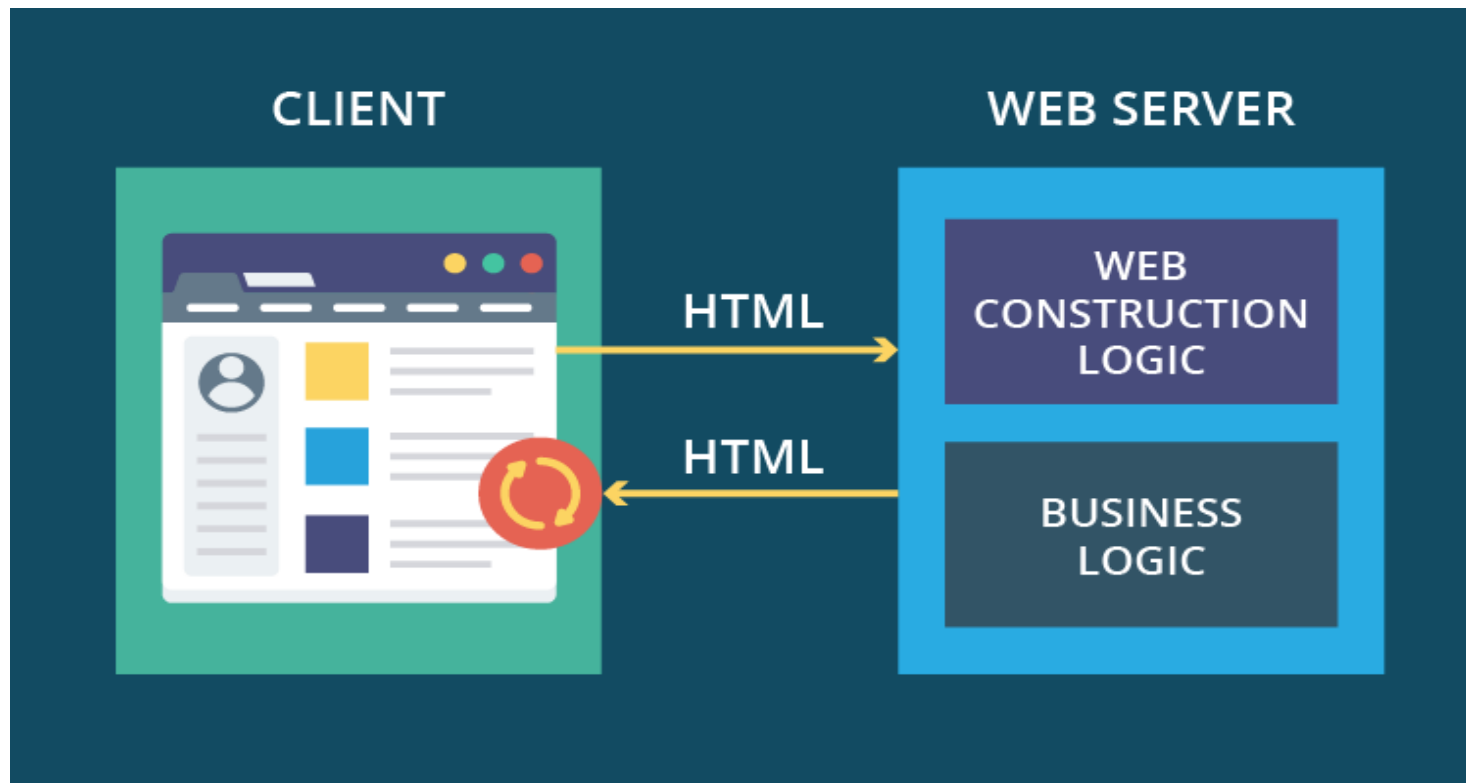 CLIENT
WEB SERVER
HTML
HTML
WEB
CONSTRUCTION
LOGIC
BUSINESS
LOGIC